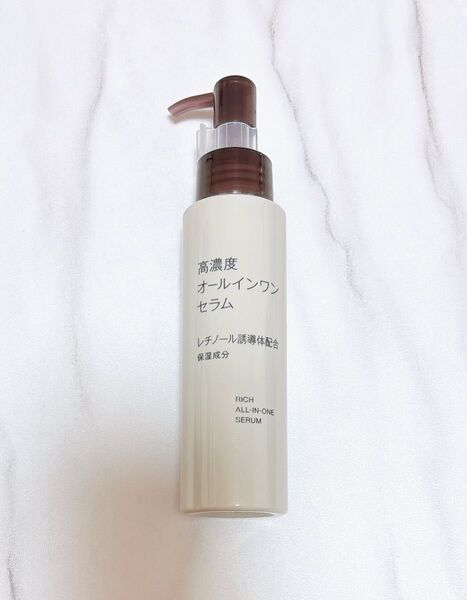 高濃度
オールインワン
セラム
レチノール誘導体配合
保湿成分
RICH
ALL-IN-ONE
SERUM